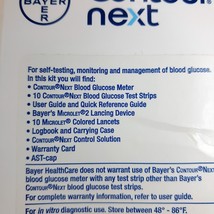 BAYER
BAYER
Contour
next
For self-testing, monitoring and management of blood glucose.
In this kit you will find:
• CONTOUR®NEXT Blood Glucose Meter
• 10 CONTOUR®NEXT Blood Glucose Test Strips
• User Guide and Quick Reference Guide
• Bayer's MICROLET®2 Lancing Device
• 10 MICROLET® Colored Lancets
• Logbook and Carrying Case
• CONTOUR®NEXT Control Solution
• Warranty Card
• AST-cap
Bayer HealthCare does not warrant use of Bayer's CONTOUR®NEXT
blood glucose meter with any test strip other than Bayer's
CONTOUR®NEXT blood glucose test strips.
For complete warranty information, refer to user guide.
For in vitro diagnostic use. Store between 48° - 86°F.